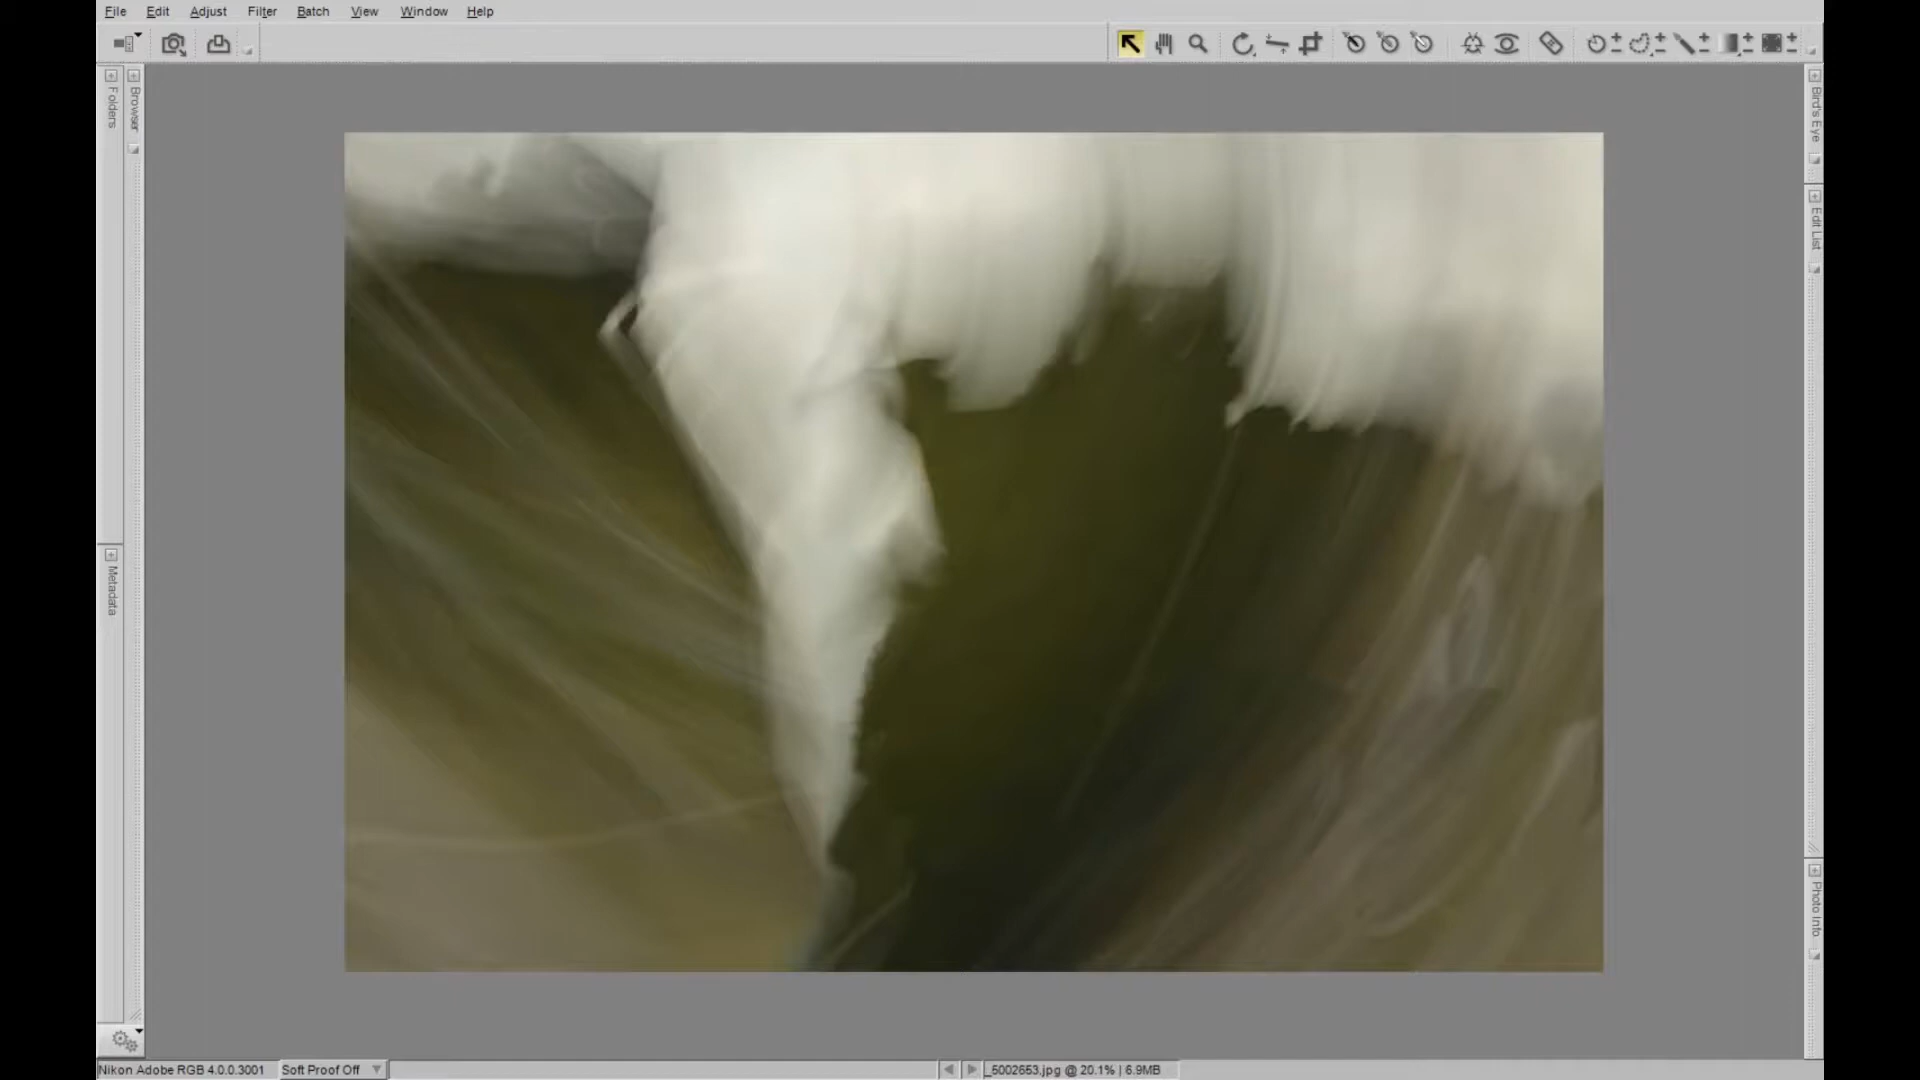 File Edit Adjust Filter Batch View Window Help
Folders
Browser
Metadata
Bird's Eye
Edit List
Photo Info
Nikon Adobe RGB 4.0.0.3001 Soft Proof Off _5002653.jpg @ 20.1% | 6.9MB